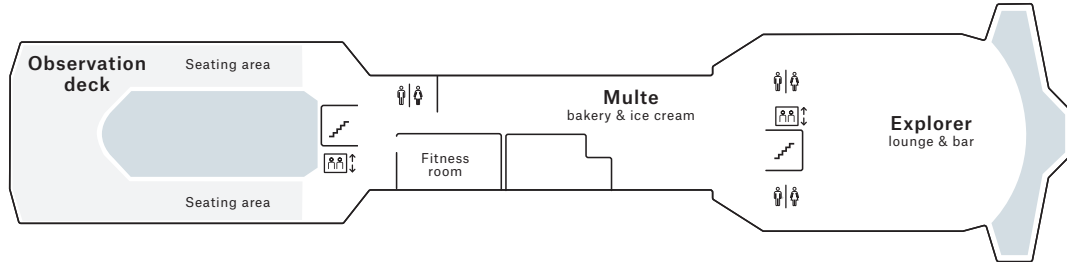 Observation
deck
Seating area
Seating area
Fitness
room
Multe
bakery & ice cream
Explorer
lounge & bar